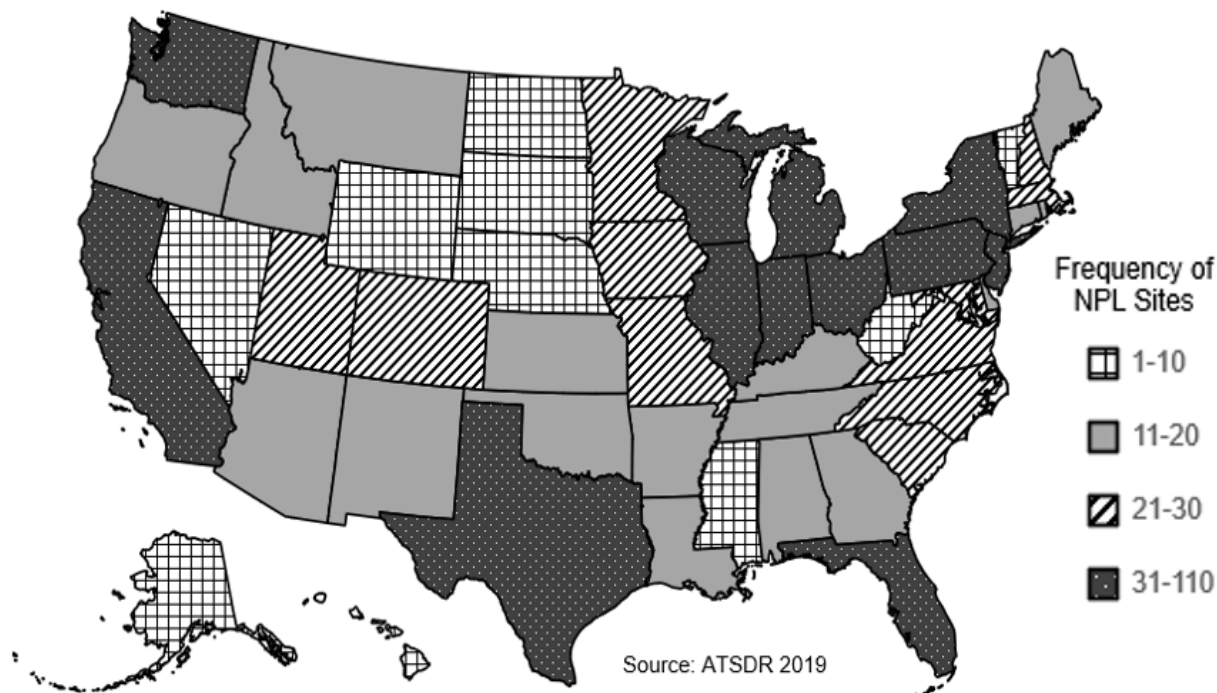 Frequency of
NPL Sites
1-10
11-20
21-30
31-110
Source: ATSDR 2019